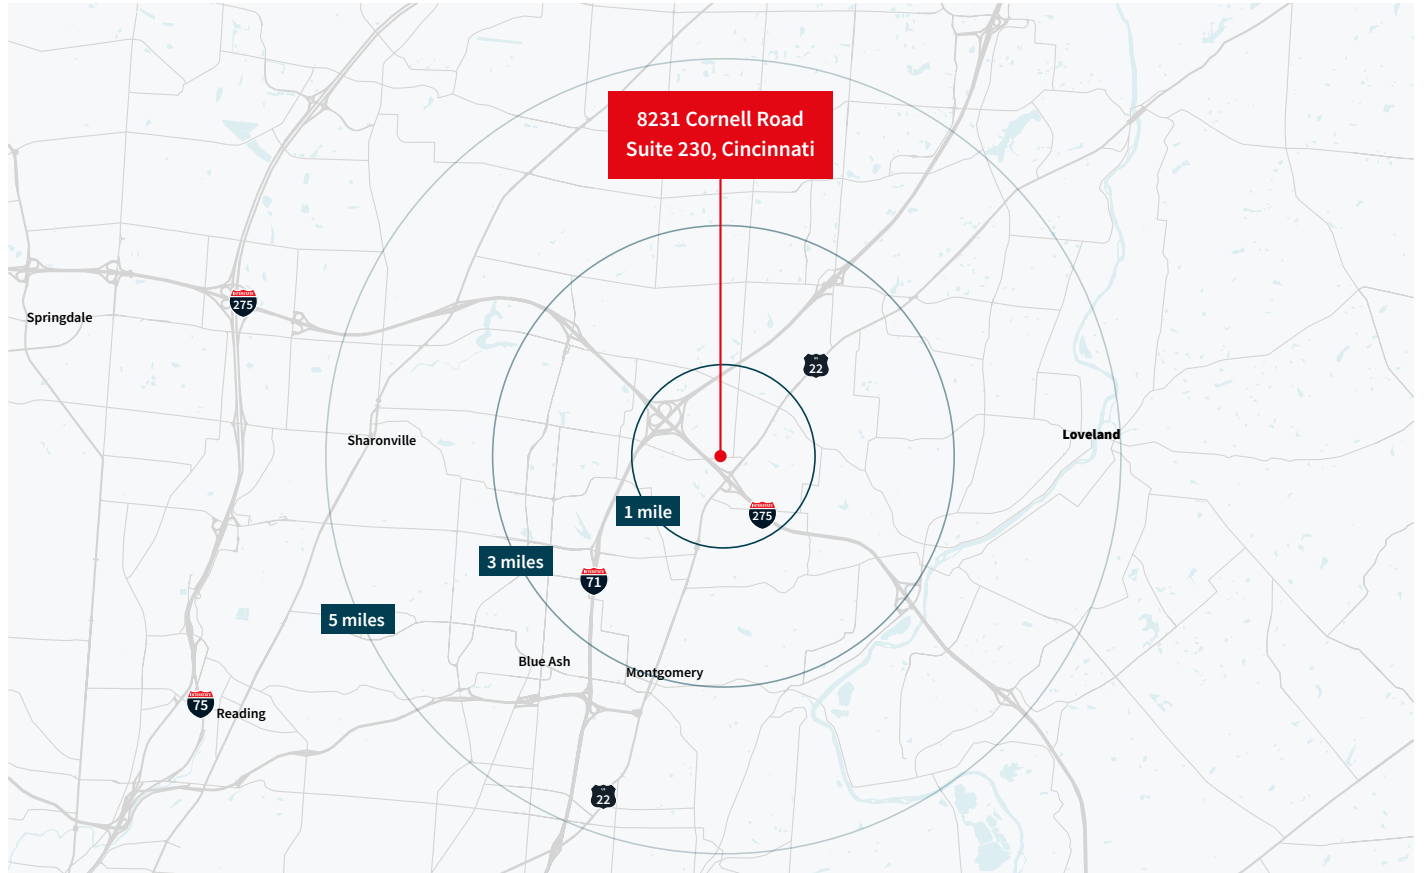 8231 Cornell Road
Suite 230, Cincinnati
275
Springdale
22
Sharonville
Loveland
1 mile
275
3 miles
71
5 miles
Blue Ash
Montgomery
75
Reading
22